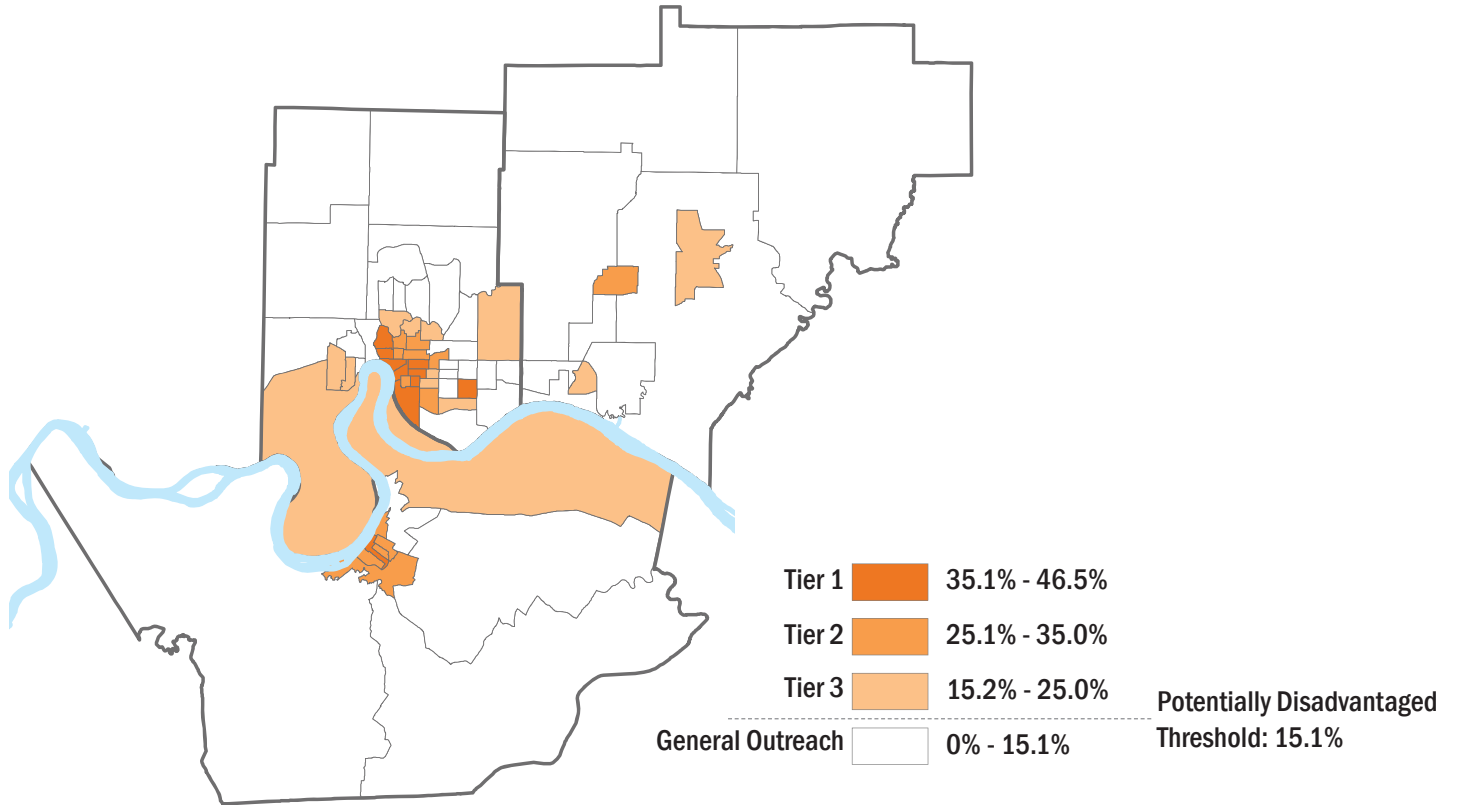 Tier 1 35.1% - 46.5%
Tier 2 25.1% - 35.0%
Tier 3 15.2% - 25.0%
General Outreach 0% - 15.1%
Potentially Disadvantaged
Threshold: 15.1%